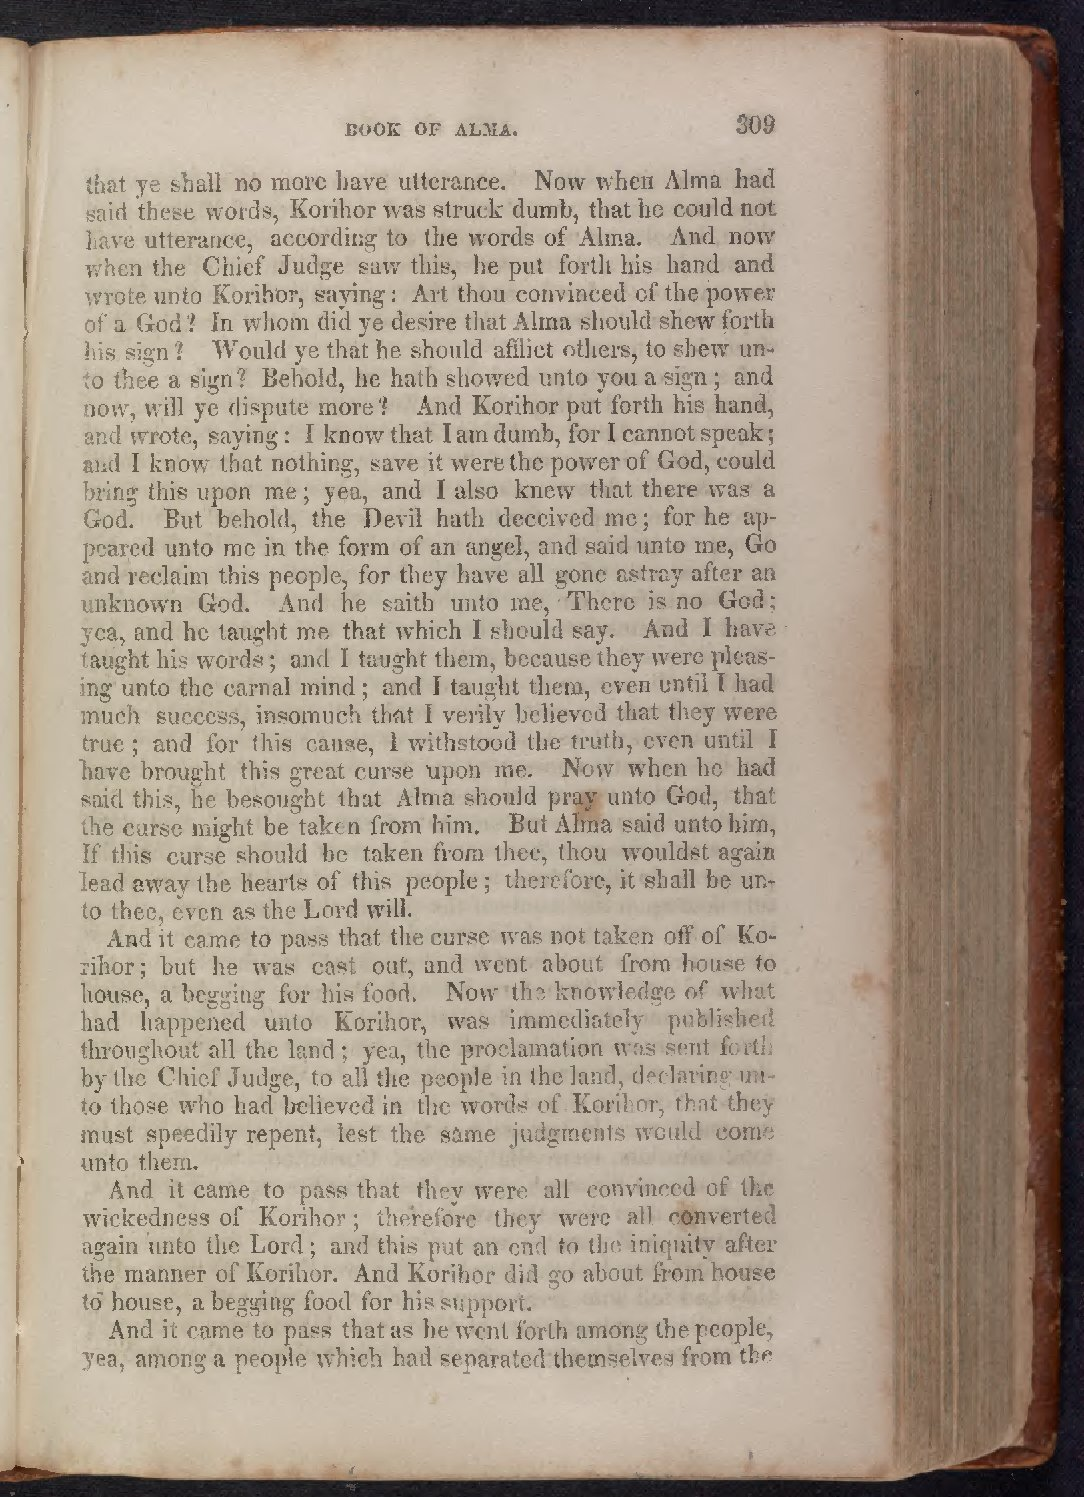 BOOK OF ALMA. 309
that ye shall no more have utterance. Now when Alma had
said these words, Korihor was struck dumb, that he could not
have utterance, according to the words of Alma. And now
when the Chief Judge saw this, he put forth his hand and
wrote unto Korihor, saying: Art thou convinced of the power
of a God? In whom did ye desire that Alma should shew forth
his sign? Would ye that he should afflict others, to shew un-
to thee a sign? Behold, he hath showed unto you a sign; and
now, will ye dispute more? And Korihor put forth his hand,
and wrote, saying: I know that I am dumb, for I cannot speak;
and I know that nothing, save it were the power of God, could
bring this upon me; yea, and I also knew that there was a
God. But behold, the Devil hath deceived me; for he ap-
peared unto me in the form of an angel, and said unto me, Go
and reclaim this people, for they have all gone astray after an
unknown God. And he saith unto me, There is no God;
yea, and he taught me that which I should say. And I have
taught his words; and I taught them, because they were pleas-
ing unto the carnal mind; and I taught them, even until I had
much success, insomuch that I verily believed that they were
true; and for this cause, I withstood the truth, even until I
have brought this great curse upon me. Now when he had
said this, he besought that Alma should pray unto God, that
the curse might be taken from him. But Alma said unto him,
If this curse should be taken from thee, thou wouldst again
lead away the hearts of this people; therefore, it shall be un-
to thee, even as the Lord will.
And it came to pass that the curse was not taken off of Ko-
rihor; but he was cast out, and went about from house to
house, a begging for his food. Now the knowledge of what
had happened unto Korihor, was immediately published
throughout all the land; yea, the proclamation was sent forth
by the Chief Judge, to all the people in the land, declaring un-
to those who had believed in the words of Korihor, that they
must speedily repent, lest the same judgments would come
unto them.
And it came to pass that they were all convinced of the
wickedness of Korihor; therefore they were all converted
again unto the Lord; and this put an end to the iniquity after
the manner of Korihor. And Korihor did go about from house
to house, a begging food for his support.
And it came to pass that as he went forth among the people,
yea, among a people which had separated themselves from the